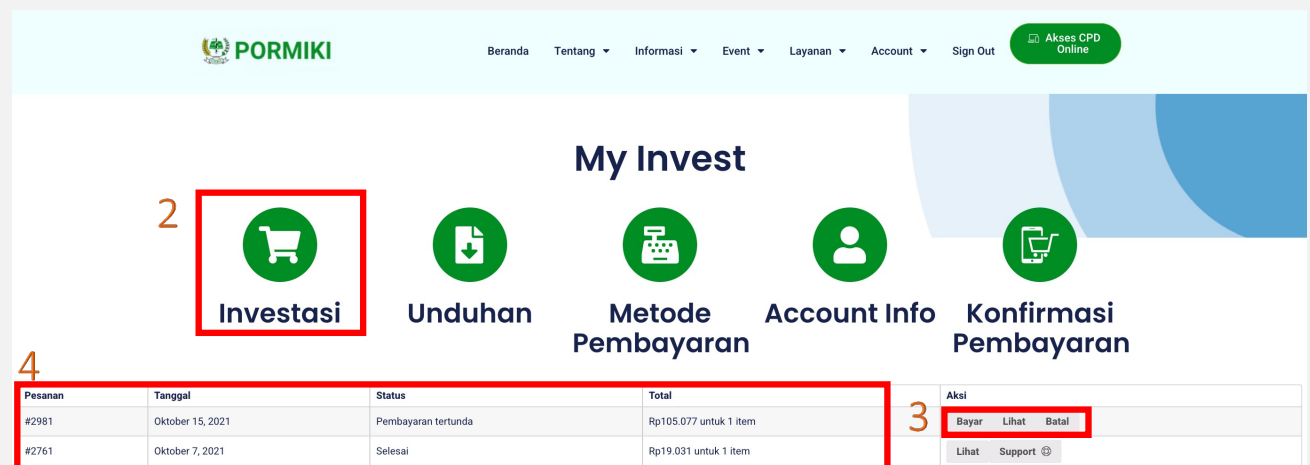 PORMIKI
Beranda Tentang Informasi Event Layanan Account Sign Out Akses CPD
Online
My Invest
2
Investasi Unduhan Metode Pembayaran Account Info Konfirmasi Pembayaran
4
Pesanan Tanggal Status Total Aksi
#2981 Oktober 15, 2021 Pembayaran tertunda Rp105.077 untuk 1 item 3 Bayar Lihat Batal
#2761 Oktober 7, 2021 Selesai Rp19.031 untuk 1 item Lihat Support